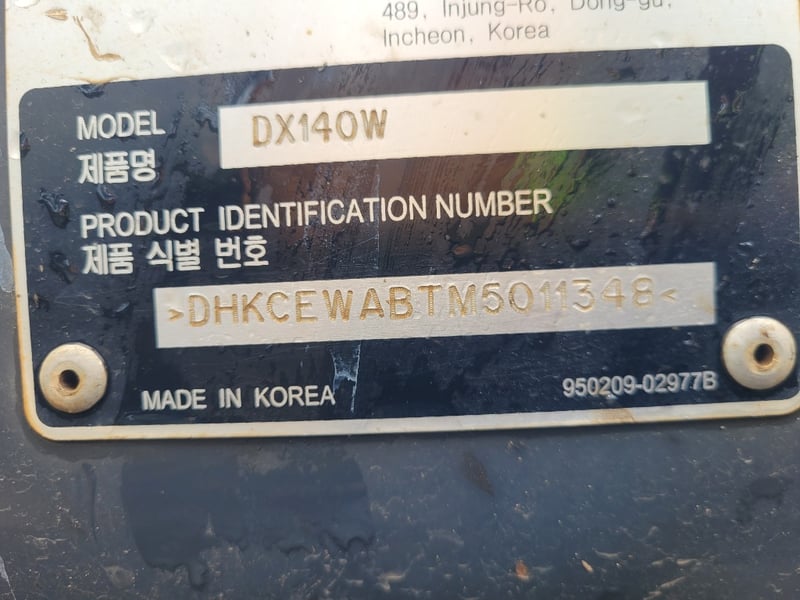 489, Injung-Ro, Dong-gu,
Incheon, Korea
MODEL DX140W
제품명
PRODUCT IDENTIFICATION NUMBER
제품 식별 번호
>DHKCEWABTM5011348<
MADE IN KOREA 950209-02977B